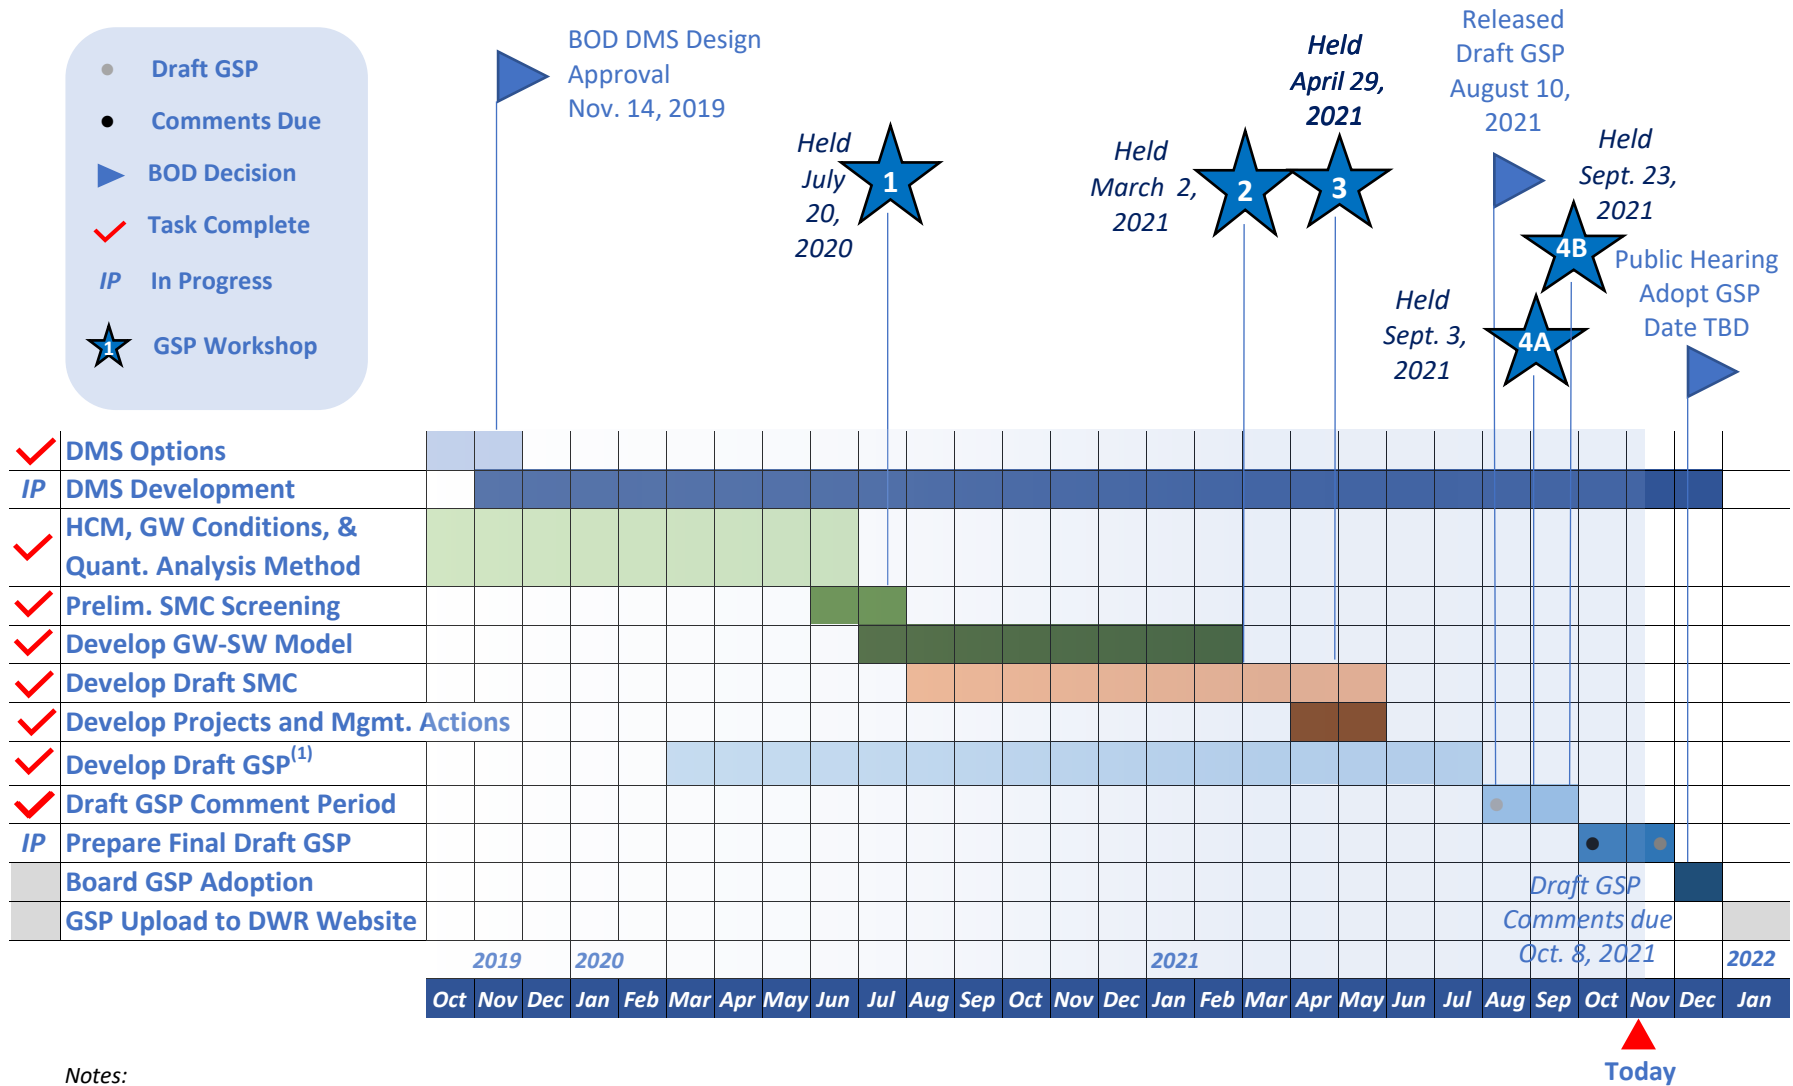 Draft GSP
Comments Due
BOD Decision
Task Complete
IP In Progress
1 GSP Workshop
BOD DMS Design
Approval
Nov. 14, 2019
Held
July
20,
2020
1
Held
March 2,
2021
2
Held
April 29,
2021
3
Released
Draft GSP
August 10,
2021
Held
Sept. 23,
2021
4B
Held
Sept. 3,
2021
4A
Public Hearing
Adopt GSP
Date TBD
DMS Options
IP DMS Development
HCM, GW Conditions, &
Quant. Analysis Method
Prelim. SMC Screening
Develop GW-SW Model
Develop Draft SMC
Develop Projects and Mgmt. Actions
Develop Draft GSP(1)
Draft GSP Comment Period
IP Prepare Final Draft GSP
Board GSP Adoption
GSP Upload to DWR Website
Draft GSP
Comments due
Oct. 8, 2021
2019 2020 2021 2022
Oct Nov Dec Jan Feb Mar Apr May Jun Jul Aug Sep Oct Nov Dec Jan Feb Mar Apr May Jun Jul Aug Sep Oct Nov Dec Jan
Today
Notes: